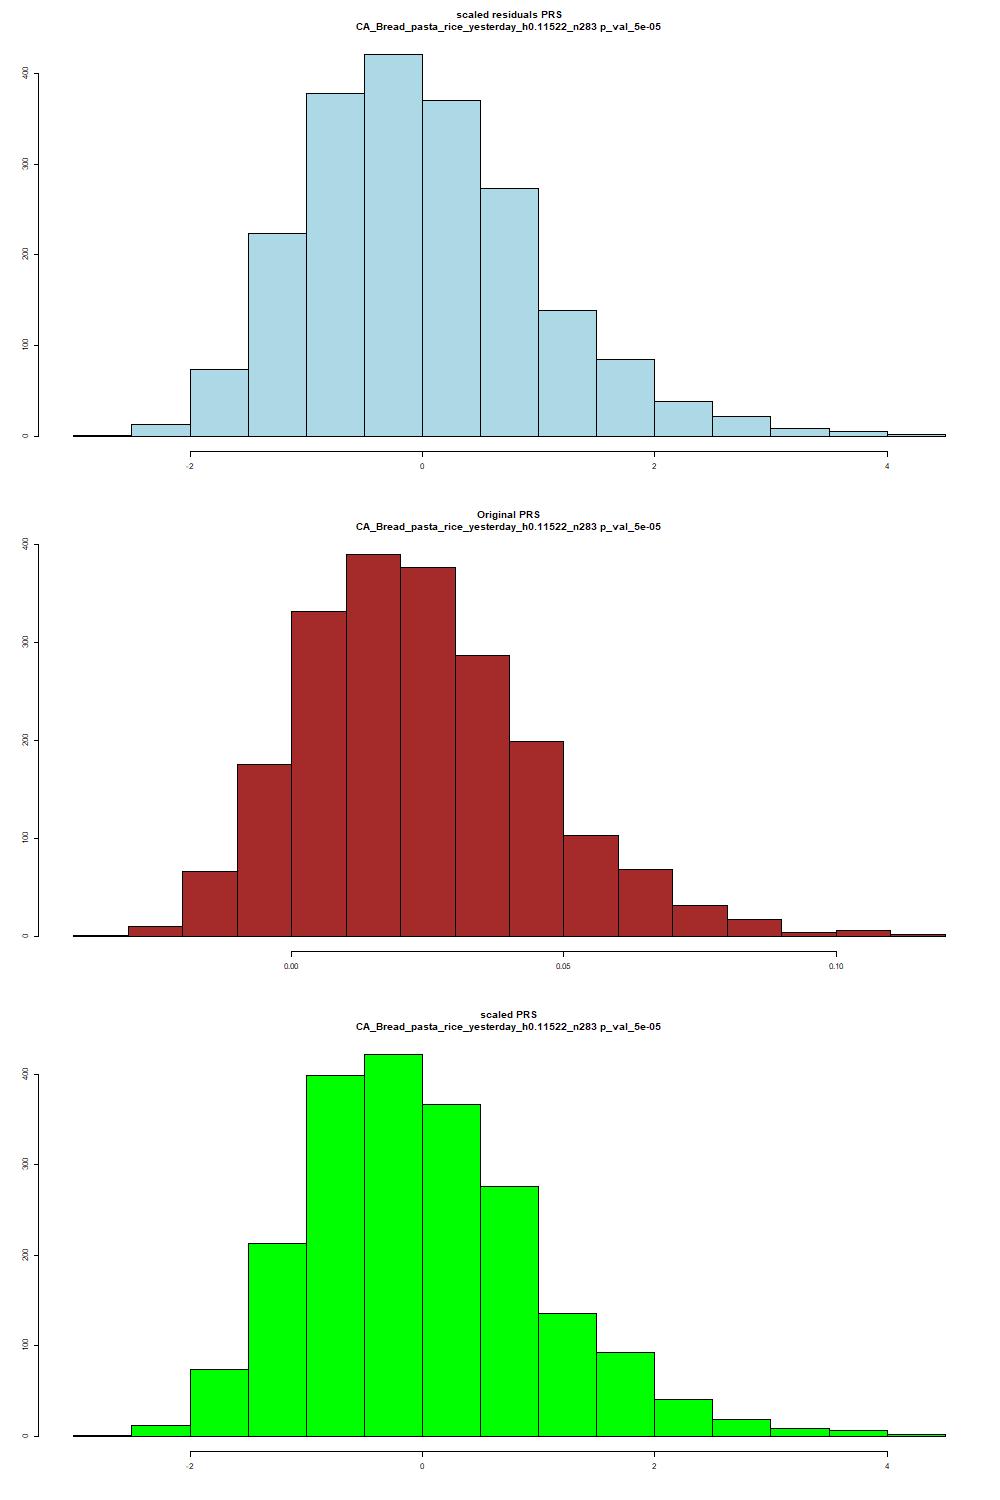 scaled residuals PRS
CA_Bread_pasta_rice_yesterday_h0.11522_n283 p_val_5e-05
400
300
200
100
0
-2 0 2 4
Original PRS
CA_Bread_pasta_rice_yesterday_h0.11522_n283 p_val_5e-05
400
300
200
100
0
0.00 0.05 0.10
scaled PRS
CA_Bread_pasta_rice_yesterday_h0.11522_n283 p_val_5e-05
400
300
200
100
0
-2 0 2 4